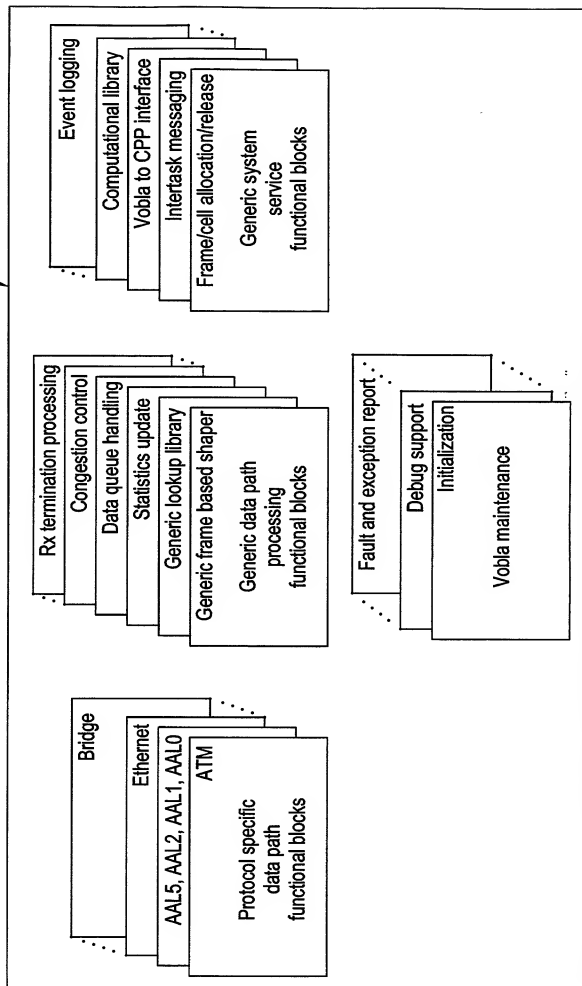 Bridge
Ethernet
AAL5, AAL2, AAL1, AAL0
ATM
Protocol specific
data path
functional blocks
Rx termination processing
Congestion control
Data queue handling
Statistics update
Generic lookup library
Generic frame based shaper
Generic data path
processing
functional blocks
Event logging
Computational library
Vobla to CPP interface
Intertask messaging
Frame/cell allocation/release
Generic system
service
functional blocks
Fault and exception report
Debug support
Initialization
Vobla maintenance